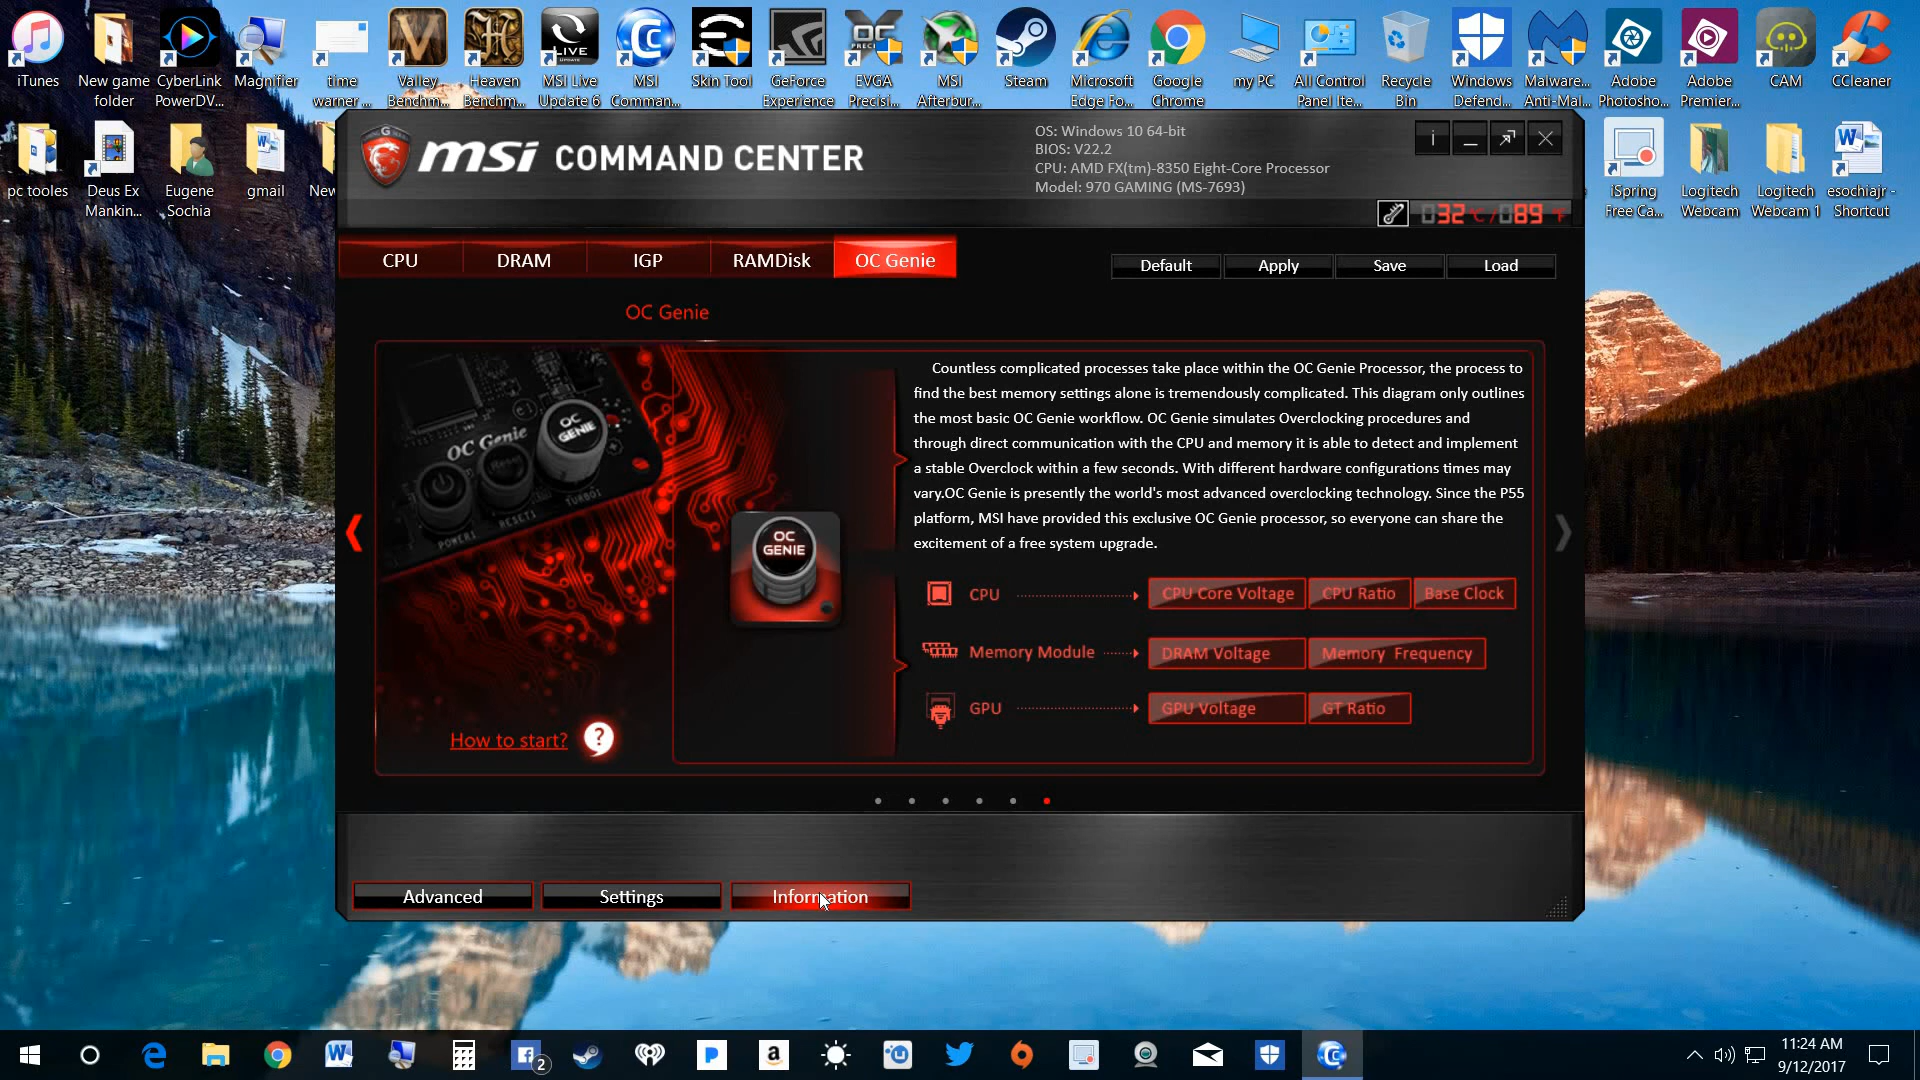 iTunes
New game
folder
CyberLink
PowerDV...
Magnifier
time
warner ...
Valley
Benchm...
Heaven
Benchm...
LIVE
UPDATE
MSI Live
Update 6
MSI
Comman...
Skin Tool
GeForce
Experience
OC
EVGA
Precisi...
MSI
Afterbur...
Steam
Microsoft
Edge Fo...
Google
Chrome
my PC
All Control
Panel Ite...
Recycle
Bin
Windows
Defend...
Malware...
Anti-Mal...
Adobe
Photosho...
Adobe
Premier...
CAM
CCleaner
pc tooles
Deus Ex
Mankin...
Eugene
Sochia
gmail
New
iSpring
Free Ca...
Logitech
Webcam
Logitech
Webcam 1
esochiajr -
Shortcut
msi COMMAND CENTER
OS: Windows 10 64-bit
BIOS: V22.2
CPU: AMD FX(tm)-8350 Eight-Core Processor
Model: 970 GAMING (MS-7693)
032 °C / 089 °F
CPU
DRAM
IGP
RAMDisk
OC Genie
Default
Apply
Save
Load
OC Genie
OC Genie
OC
GENIE
POWER1
RESET1
TURBO1
OC
GENIE
How to start?
?
Countless complicated processes take place within the OC Genie Processor, the process to
find the best memory settings alone is tremendously complicated. This diagram only outlines
the most basic OC Genie workflow. OC Genie simulates Overclocking procedures and
through direct communication with the CPU and memory it is able to detect and implement
a stable Overclock within a few seconds. With different hardware configurations times may
vary.OC Genie is presently the world's most advanced overclocking technology. Since the P55
platform, MSI have provided this exclusive OC Genie processor, so everyone can share the
excitement of a free system upgrade.
CPU
CPU Core Voltage
CPU Ratio
Base Clock
Memory Module
DRAM Voltage
Memory Frequency
GPU
GPU Voltage
GT Ratio
Advanced
Settings
Information
2
11:24 AM
9/12/2017